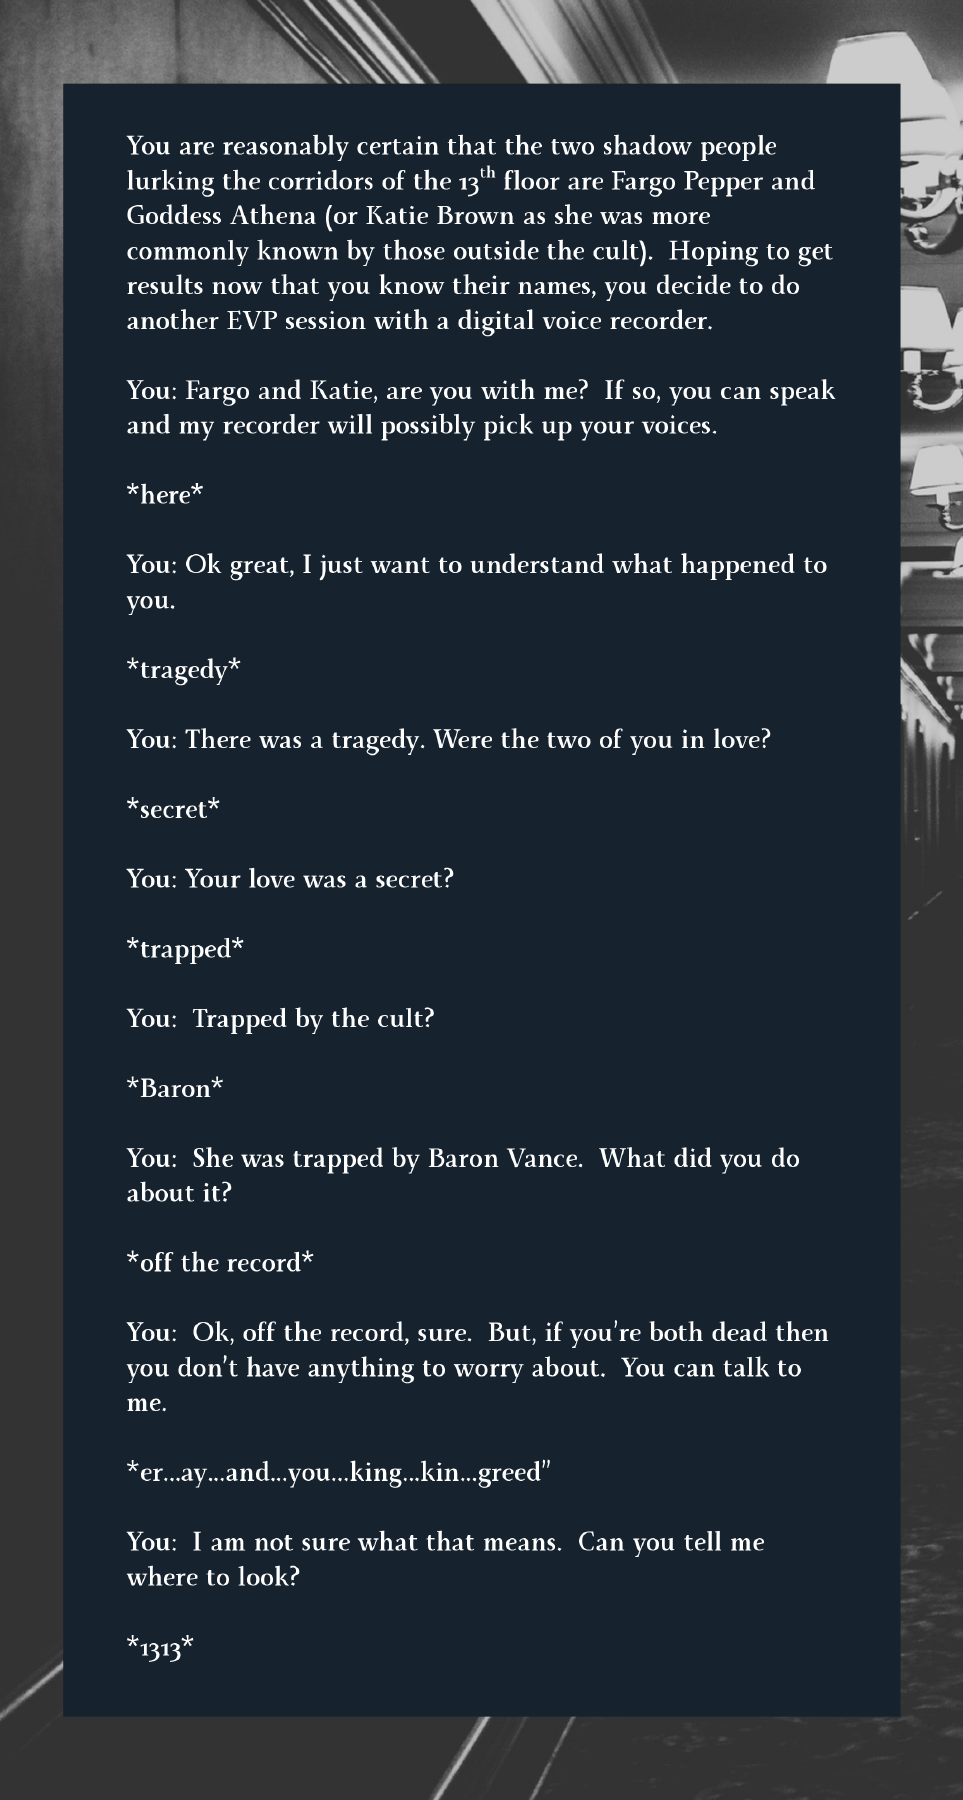 You are reasonably certain that the two shadow people
lurking the corridors of the 13th floor are Fargo Pepper and
Goddess Athena (or Katie Brown as she was more
commonly known by those outside the cult).  Hoping to get
results now that you know their names, you decide to do
another EVP session with a digital voice recorder.
You: Fargo and Katie, are you with me?  If so, you can speak
and my recorder will possibly pick up your voices.
*here*
You: Ok great, I just want to understand what happened to
you.
*tragedy*
You: There was a tragedy. Were the two of you in love?
*secret*
You: Your love was a secret?
*trapped*
You:  Trapped by the cult?
*Baron*
You:  She was trapped by Baron Vance.  What did you do
about it?
*off the record*
You:  Ok, off the record, sure.  But, if you're both dead then
you don't have anything to worry about.  You can talk to
me.
*er...ay...and...you...king...kin...greed"
You:  I am not sure what that means.  Can you tell me
where to look?
*1313*